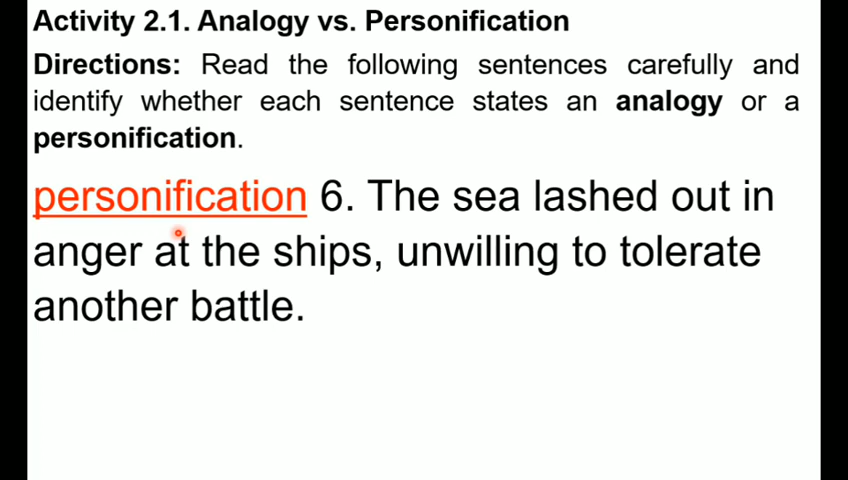 Activity 2.1. Analogy vs. Personification
Directions: Read the following sentences carefully and
identify whether each sentence states an analogy or a
personification.
personification 6. The sea lashed out in
anger at the ships, unwilling to tolerate
another battle.